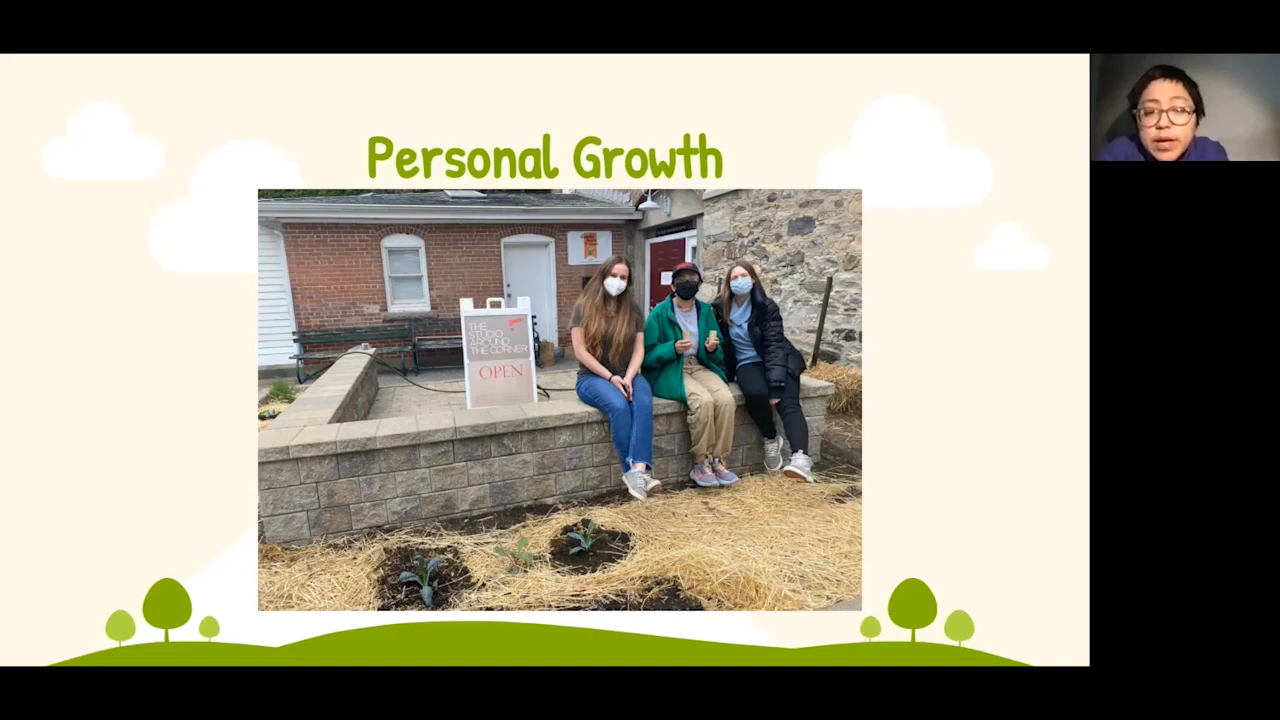 Personal Growth
THE
STUDIO
AROUND
THE CORNER
OPEN